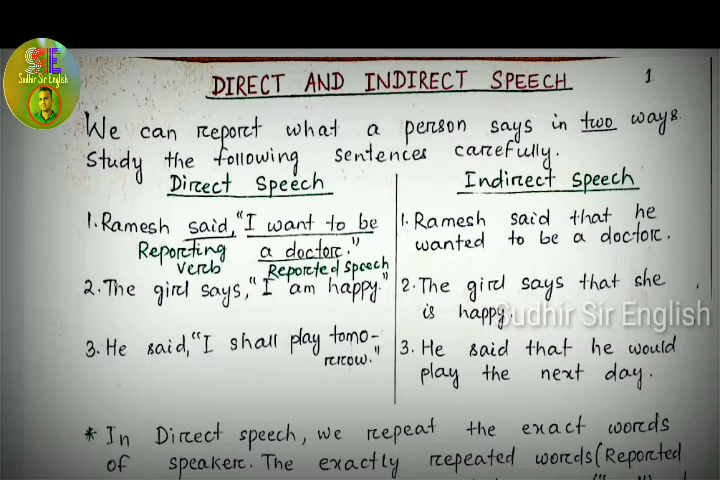 SE
Sudhir Sir English
DIRECT AND INDIRECT SPEECH
1
We can report what a person says in two ways.
Study the following sentences carefully.
Direct Speech
1. Ramesh said, "I want to be
a doctor."
Reporting
Verb
Reported speech
2. The girl says, "I am happy."
3. He said, "I shall play tomo-
rrow."
Indirect Speech
1. Ramesh said that he
wanted to be a doctor.
2. The girl says that she
is happy.
3. He said that he would
play the next day.
Sudhir Sir English
* In Direct speech, we repeat the exact words
of speaker. The exactly repeated words (Reported